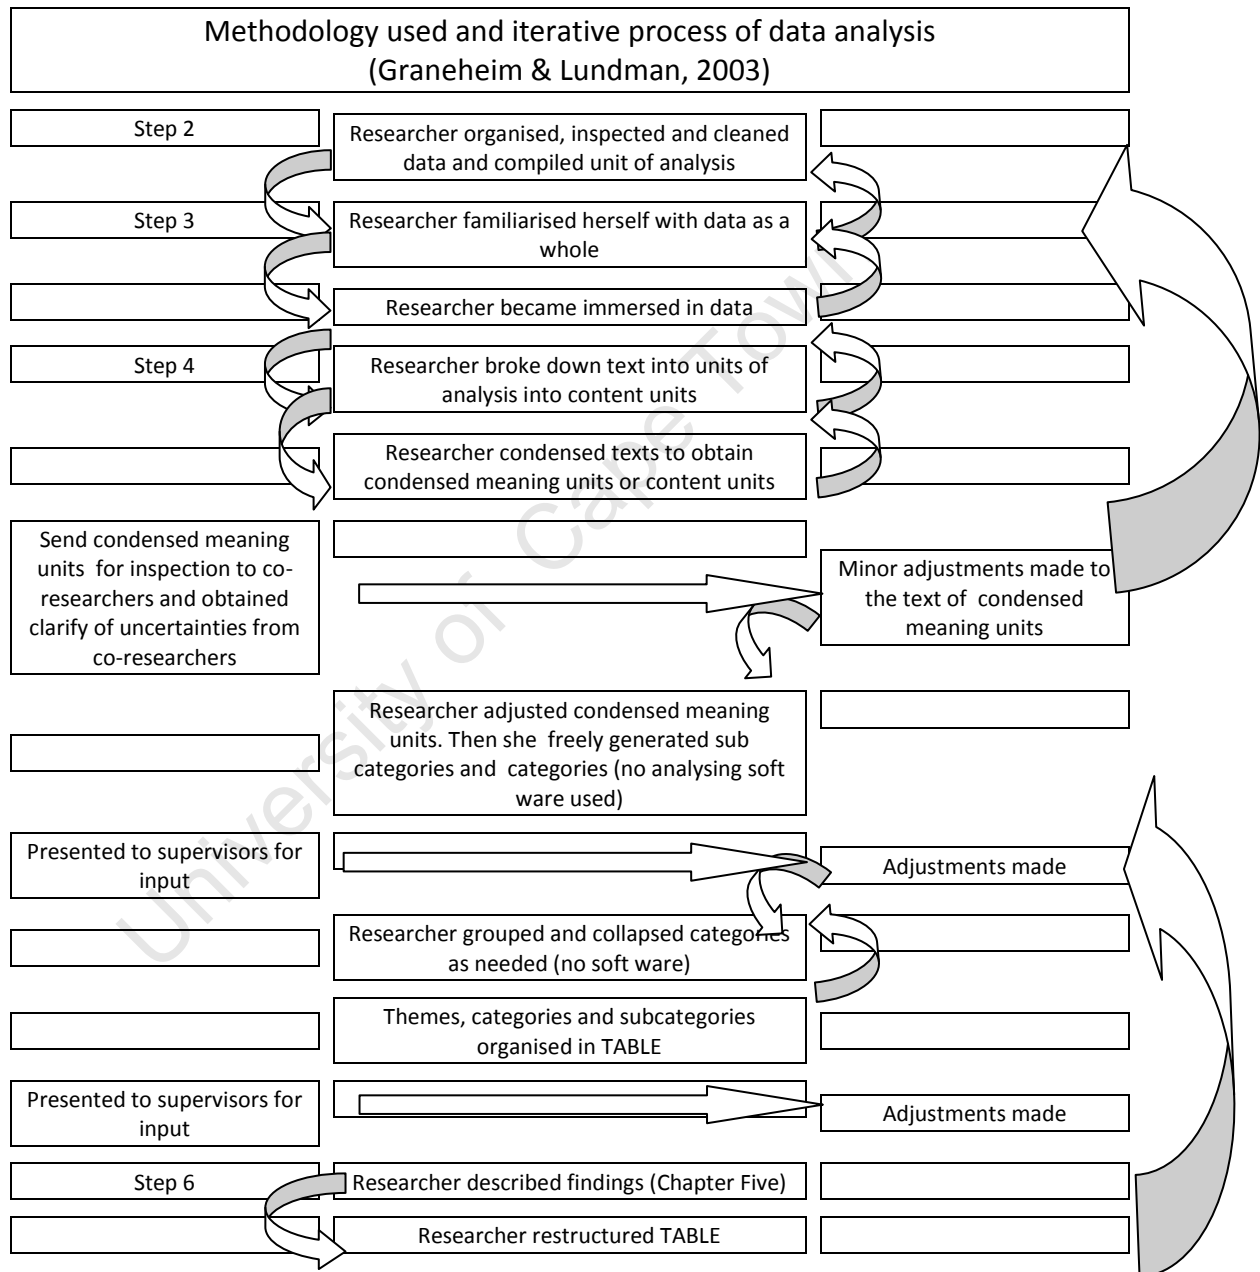 Methodology used and iterative process of data analysis
(Graneheim & Lundman, 2003)
Step 2
Researcher organised, inspected and cleaned
data and compiled unit of analysis
Step 3
Researcher familiarised herself with data as a
whole
Researcher became immersed in data
Step 4
Researcher broke down text into units of
analysis into content units
Researcher condensed texts to obtain
condensed meaning units or content units
Send condensed meaning
units for inspection to co-
researchers and obtained
clarify of uncertainties from
co-researchers
Minor adjustments made to
the text of condensed
meaning units
Researcher adjusted condensed meaning
units. Then she freely generated sub
categories and categories (no analysing soft
ware used)
Presented to supervisors for
input
Adjustments made
Researcher grouped and collapsed categories
as needed (no soft ware)
Themes, categories and subcategories
organised in TABLE
Presented to supervisors for
input
Adjustments made
Step 6
Researcher described findings (Chapter Five)
Researcher restructured TABLE
University of Cape Town